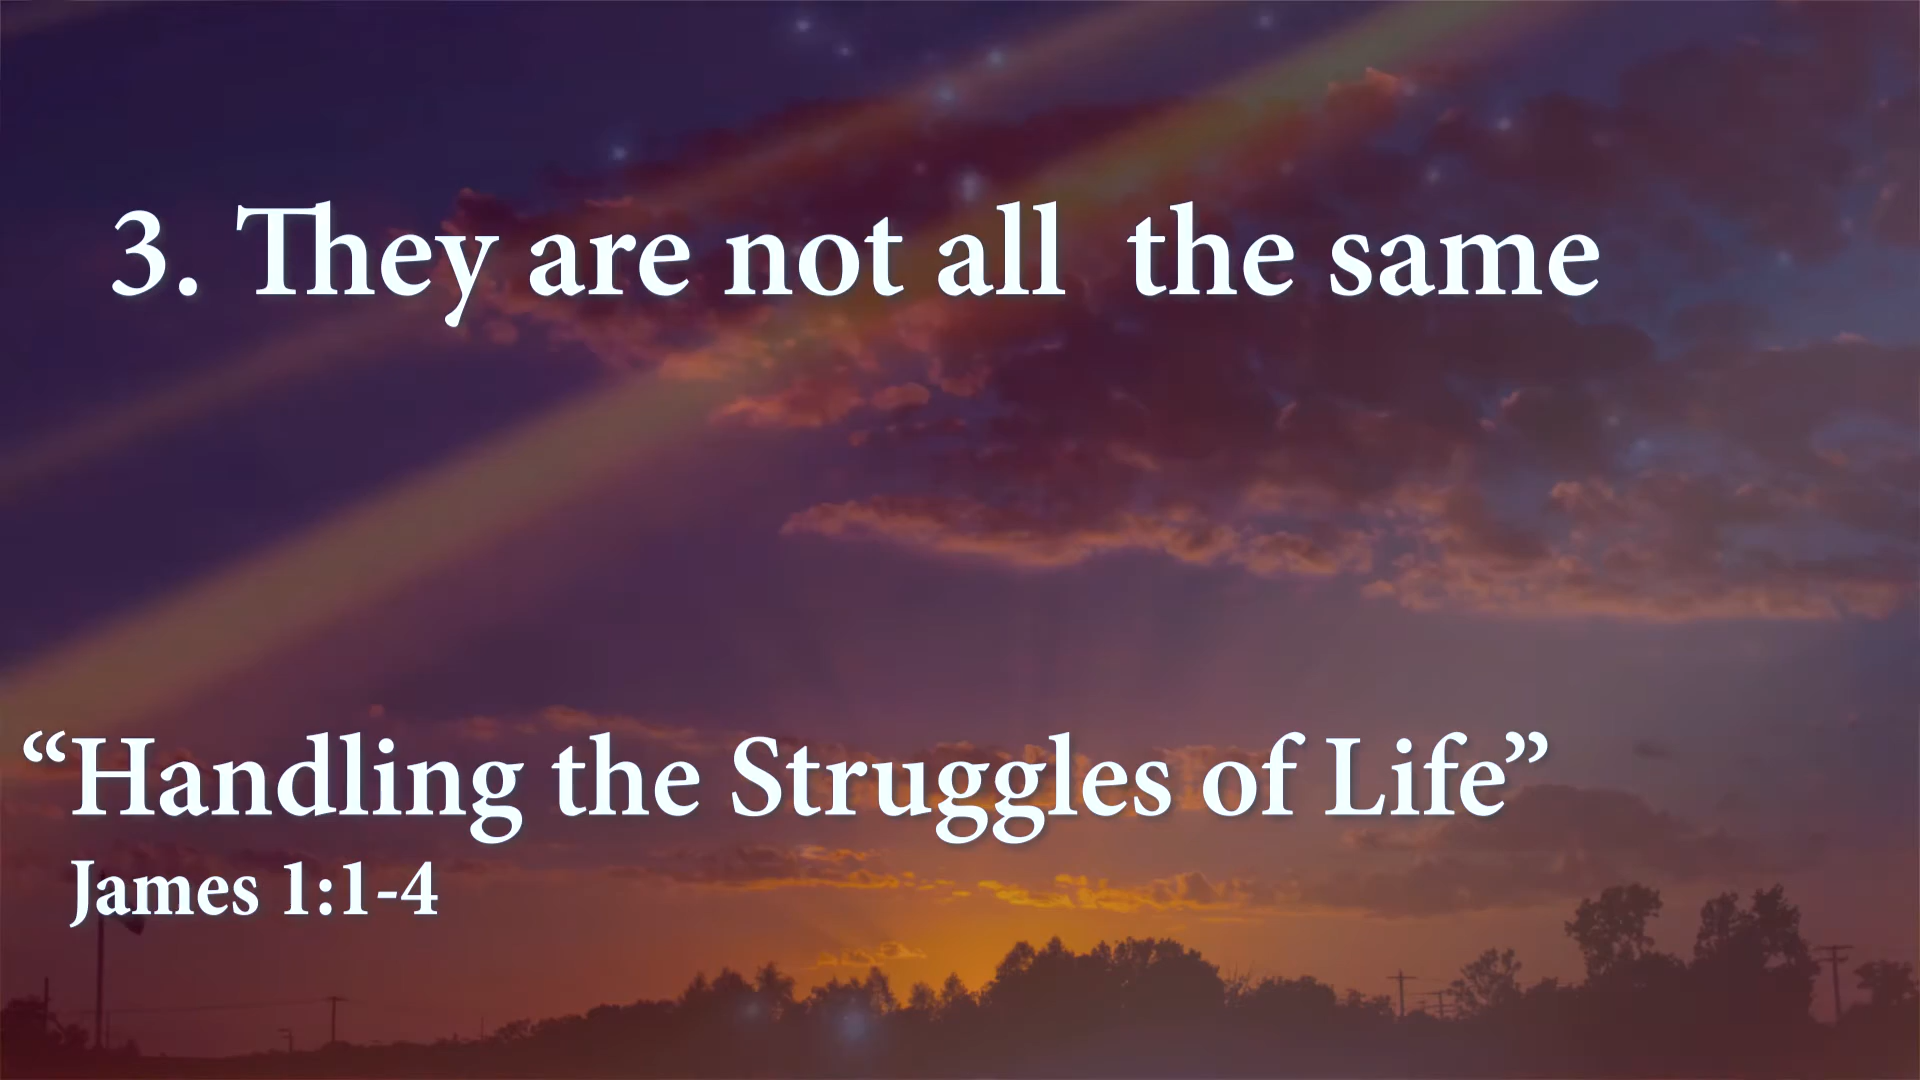 3. They are not all  the same
“Handling the Struggles of Life”
James 1:1-4